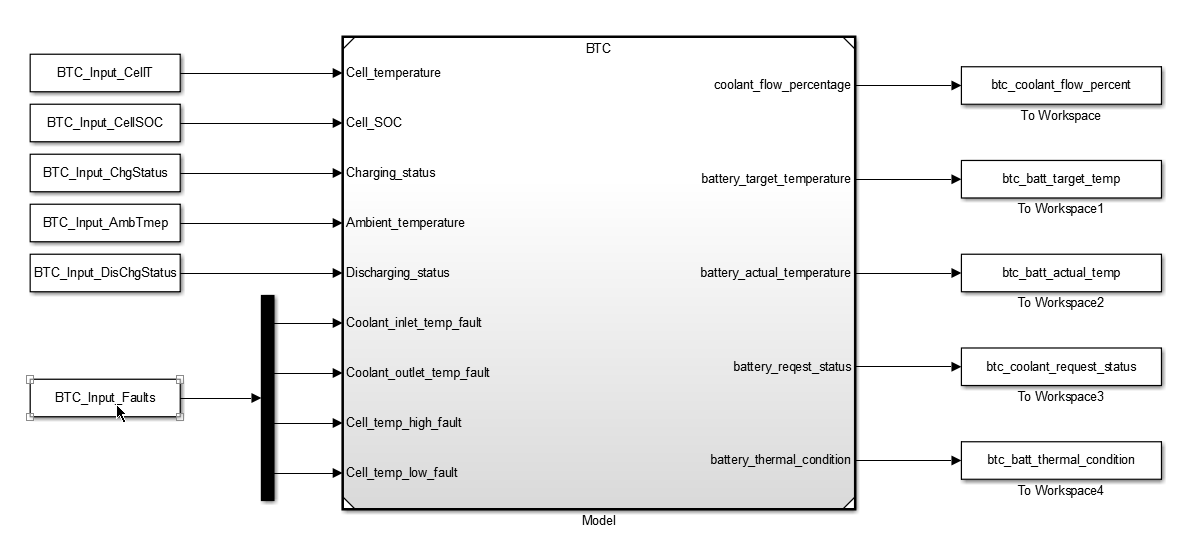 BTC
BTC_Input_CellT
Cell_temperature
coolant_flow_percentage
btc_coolant_flow_percent
To Workspace
BTC_Input_CellSOC
Cell_SOC
BTC_Input_ChgStatus
Charging_status
battery_target_temperature
btc_batt_target_temp
To Workspace1
BTC_Input_AmbTmep
Ambient_temperature
BTC_Input_DisChgStatus
Discharging_status
battery_actual_temperature
btc_batt_actual_temp
To Workspace2
Coolant_inlet_temp_fault
Coolant_outlet_temp_fault
battery_reqest_status
btc_coolant_request_status
To Workspace3
BTC_Input_Faults
Cell_temp_high_fault
Cell_temp_low_fault
battery_thermal_condition
btc_batt_thermal_condition
To Workspace4
Model